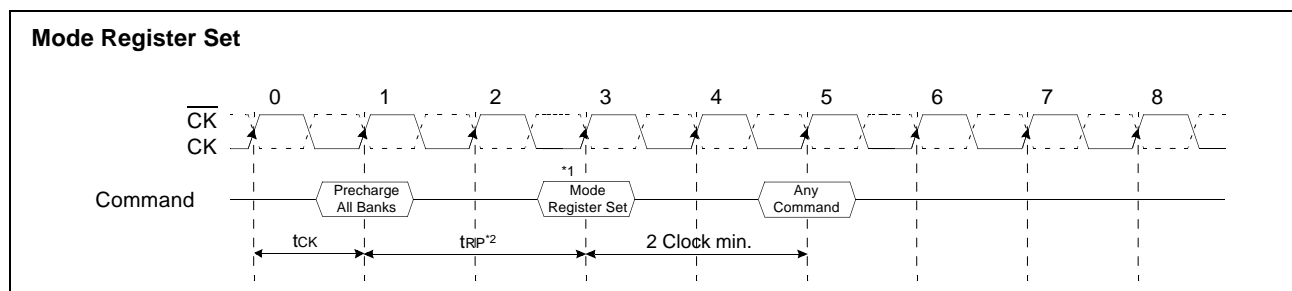 Mode Register Set
0 1 2 3 4 5 6 7 8
CK
CK
*1
Command
Precharge
All Banks
Mode
Register Set
Any
Command
tCK
tRP*2
2 Clock min.